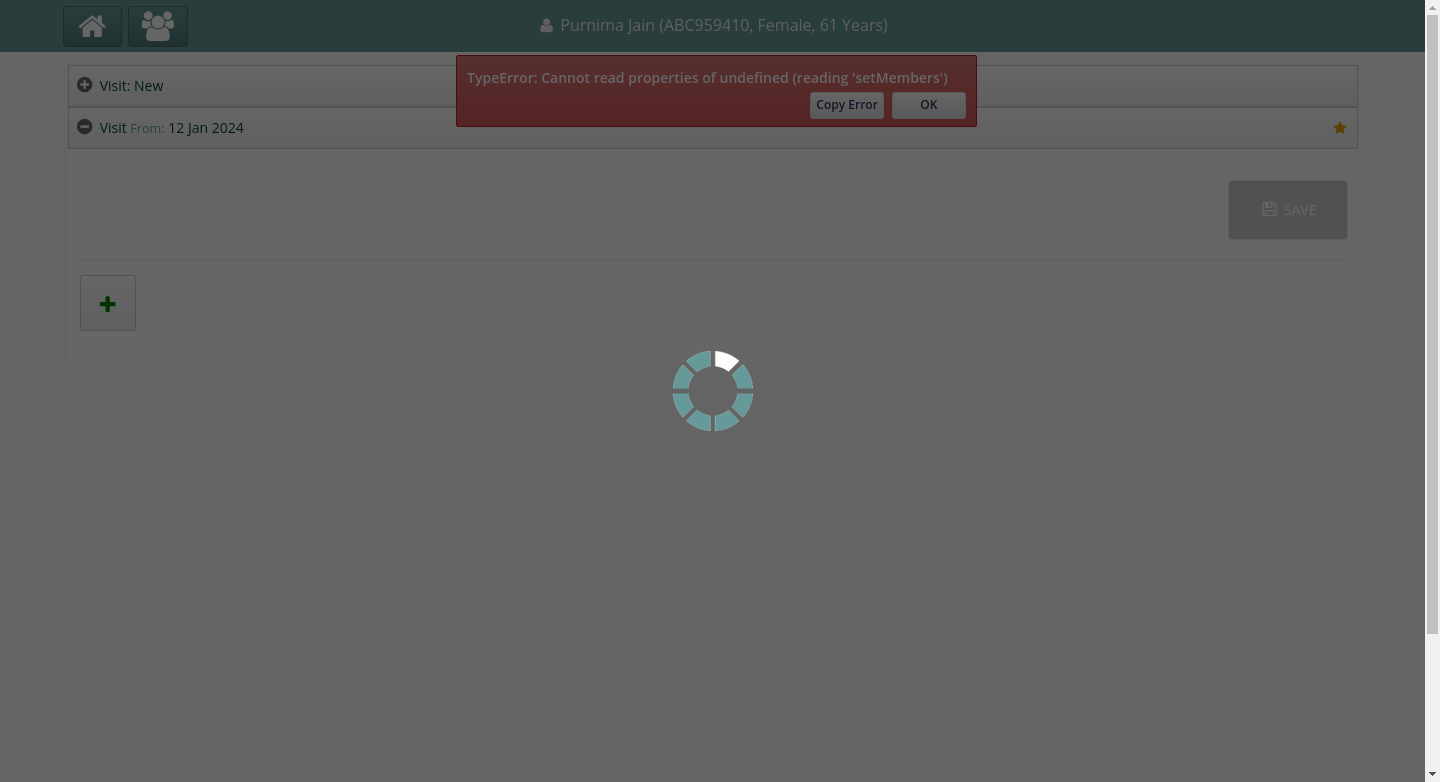 Purnima Jain (ABC959410, Female, 61 Years)
TypeError: Cannot read properties of undefined (reading 'setMembers')
Copy Error
OK
Visit: New
Visit From: 12 Jan 2024
SAVE